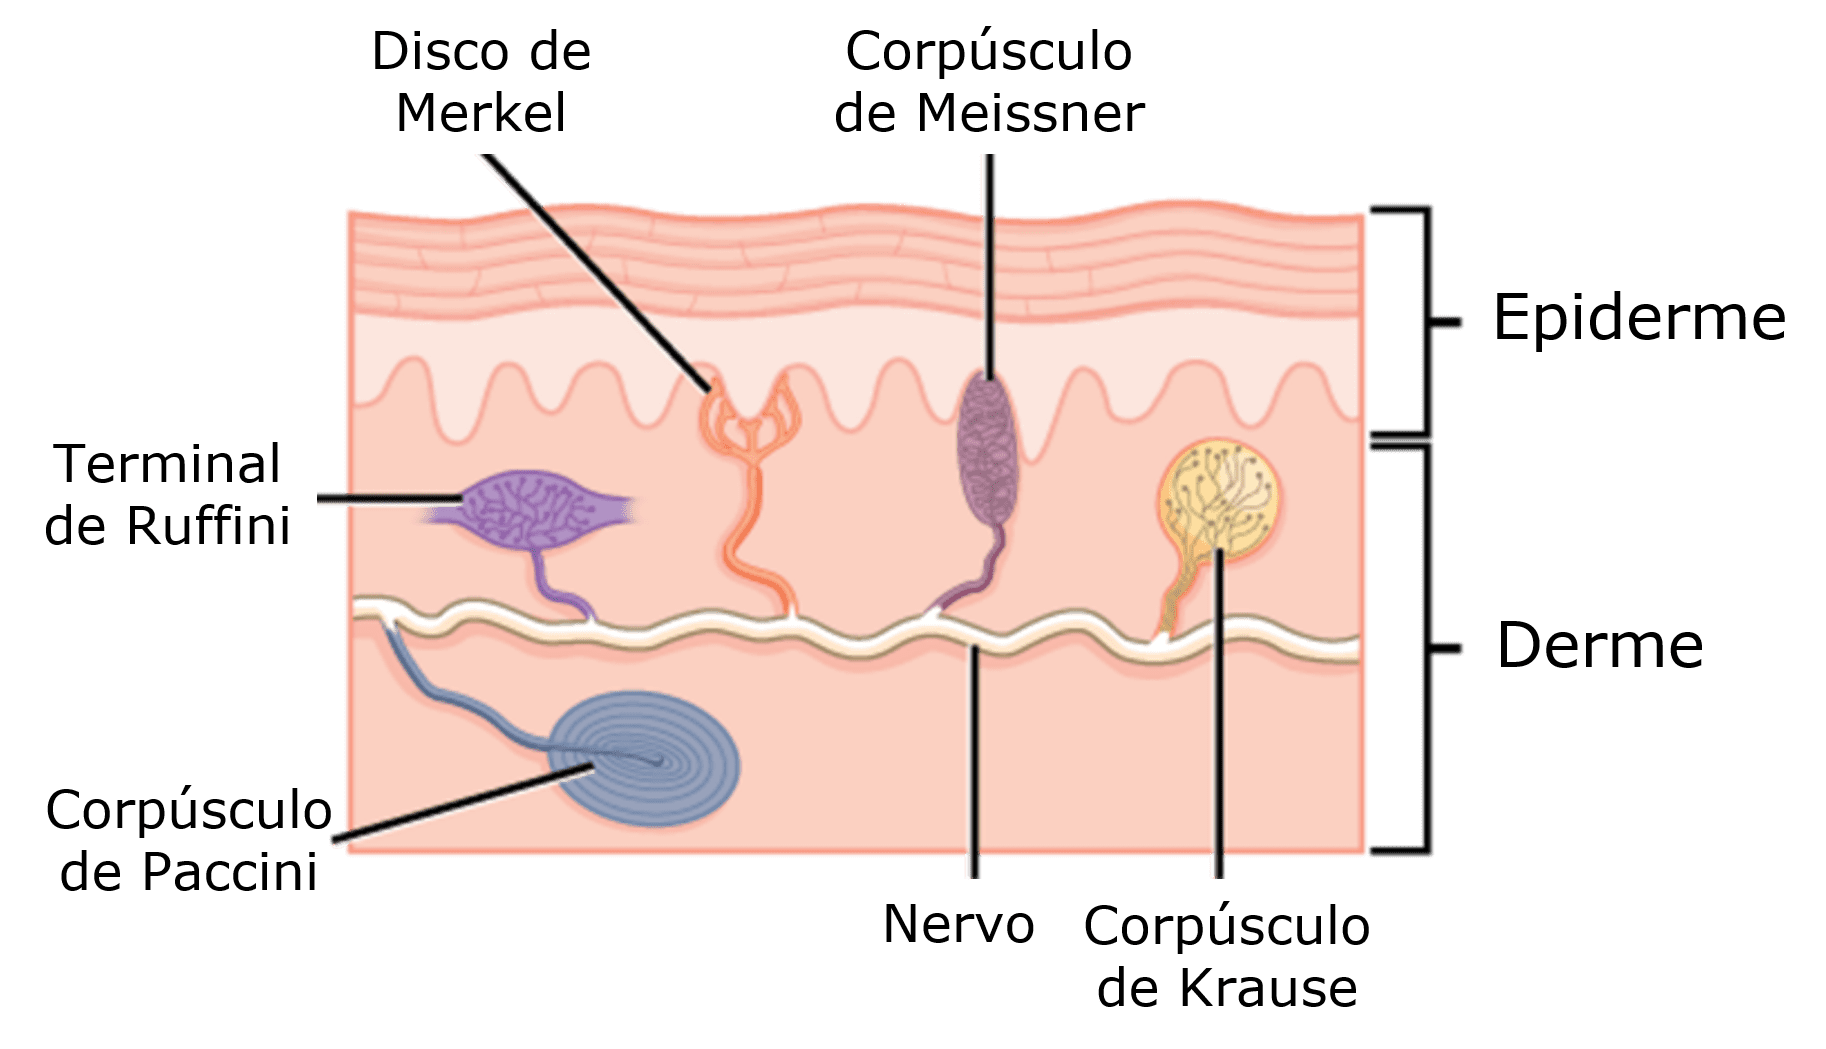 Disco de
Merkel
Corpúsculo
de Meissner
Epiderme
Terminal
de Ruffini
Derme
Corpúsculo
de Paccini
Nervo
Corpúsculo
de Krause